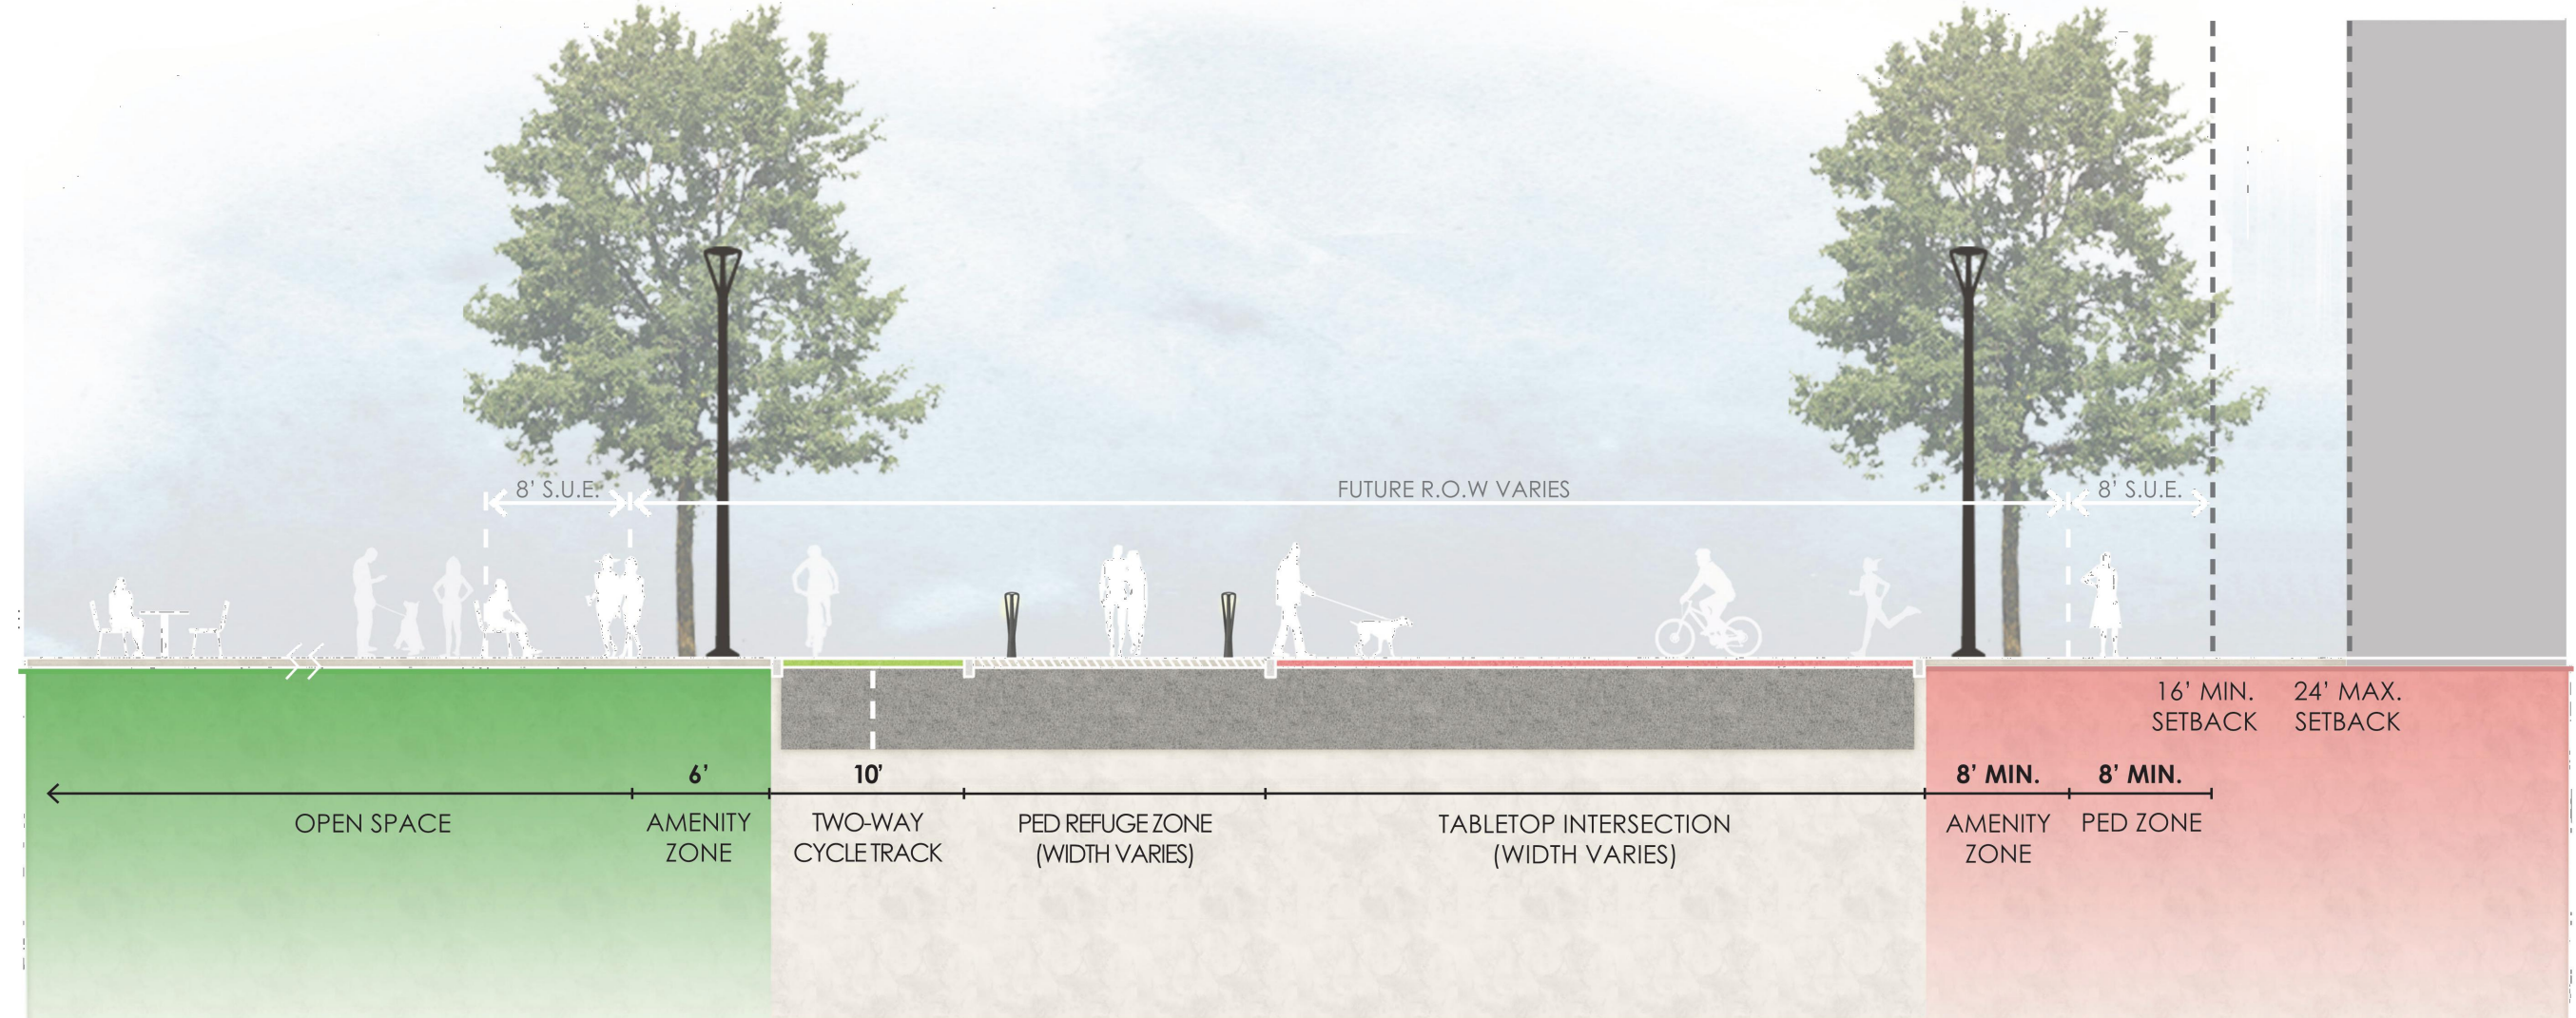 8’ S.U.E.
FUTURE R.O.W VARIES
8’ S.U.E.
16’ MIN.
SETBACK
24’ MAX.
SETBACK
6’
10’
8’ MIN.
8’ MIN.
OPEN SPACE
AMENITY
ZONE
TWO-WAY
CYCLE TRACK
PED REFUGE ZONE
(WIDTH VARIES)
TABLETOP INTERSECTION
(WIDTH VARIES)
AMENITY
ZONE
PED ZONE